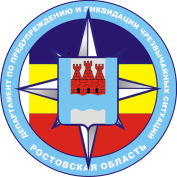 ДЕПАРТАМЕНТ ПО ПРЕДУПРЕЖДЕНИЮ И ЛИКВИДАЦИИ ЧРЕЗВЫЧАЙНЫХ СИТУАЦИЙ
РОСТОВСКАЯ ОБЛАСТЬ